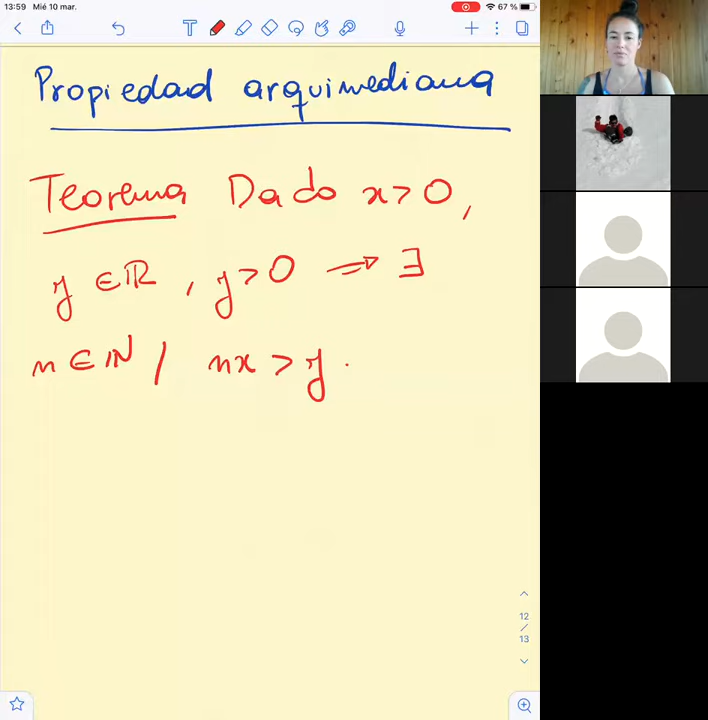 13:59 Mié 10 mar.
67 %
T
Propiedad arquimediana
Teorema Dado x>0,
y ∈ ℝ, y>0 ⟹ ∃
n ∈ ℕ / nx > y.
12
/
13